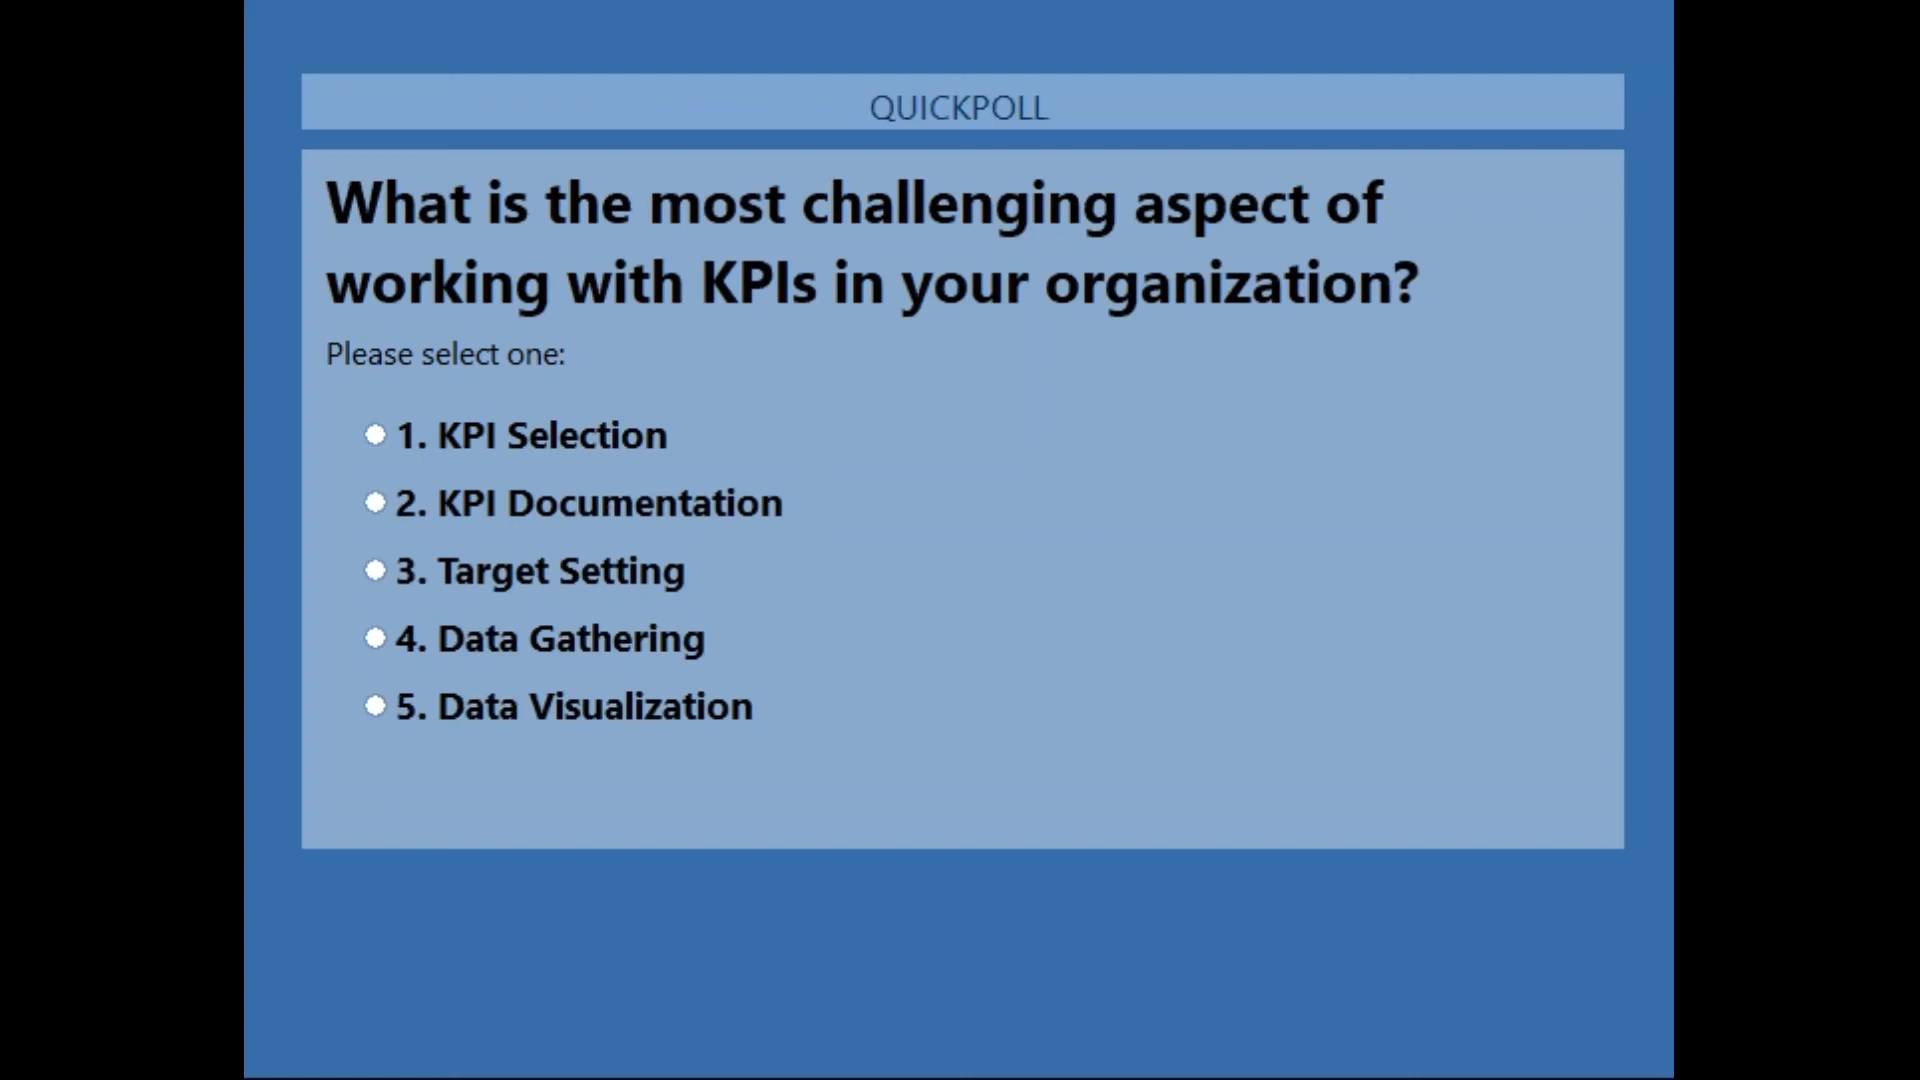 QUICKPOLL
What is the most challenging aspect of
working with KPIs in your organization?
Please select one:
1. KPI Selection
2. KPI Documentation
3. Target Setting
4. Data Gathering
5. Data Visualization